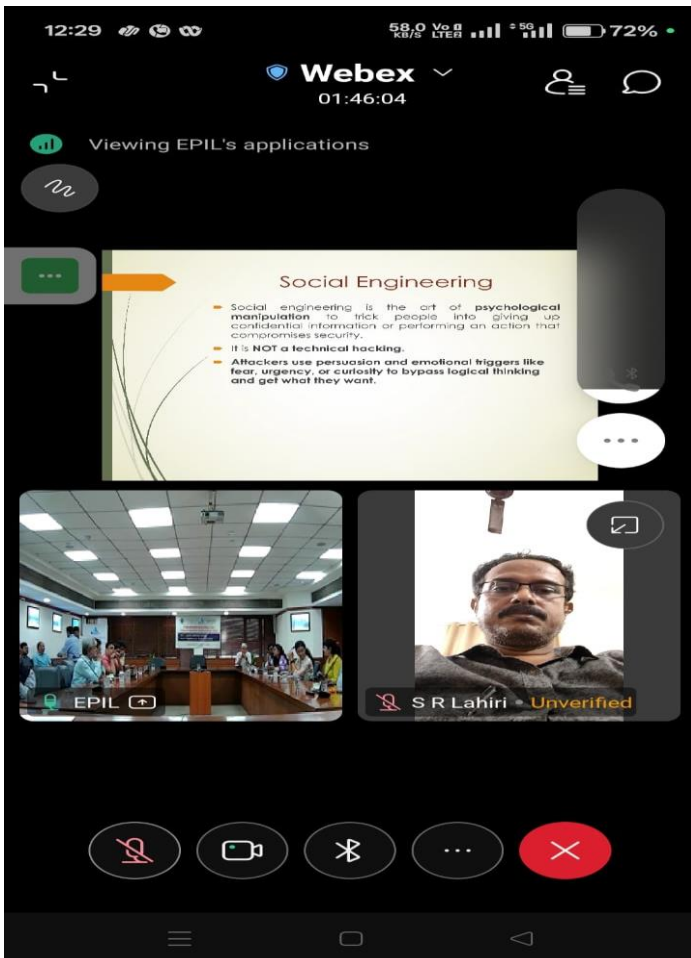 12:29
58.0 KB/S Vo LTE 5G 72%
Webex
01:46:04
Viewing EPIL's applications
Social Engineering
Social engineering is the art of psychological
manipulation to trick people into giving up
confidential information or performing an action that
compromises security.
It is NOT a technical hacking.
Attackers use persuasion and emotional triggers like
fear, urgency, or curiosity to bypass logical thinking
and get what they want.
EPIL
S R Lahiri • Unverified